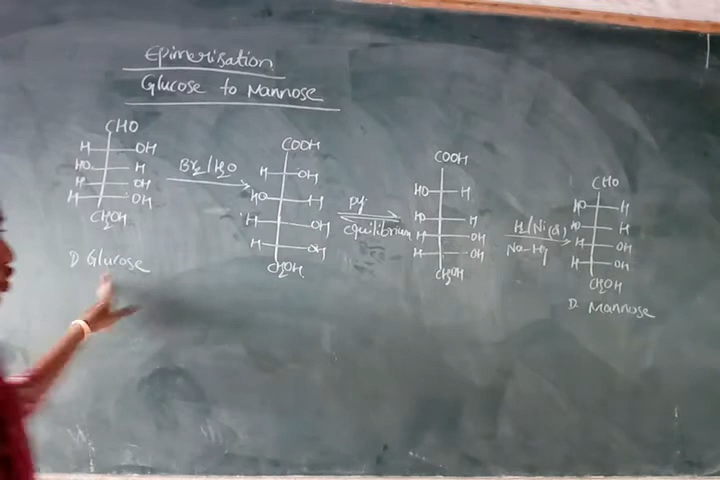 Epimerisation
Glucose to Mannose
CHO
H OH
HO H
H OH
H OH
CH2OH
D Glucose
Br2/H2O
COOH
H OH
HO H
H OH
H OH
CH2OH
Py
equilibrium
COOH
HO H
HO H
H OH
H OH
CH2OH
Na-Hg
CHO
HO H
HO H
H OH
H OH
CH2OH
D Mannose